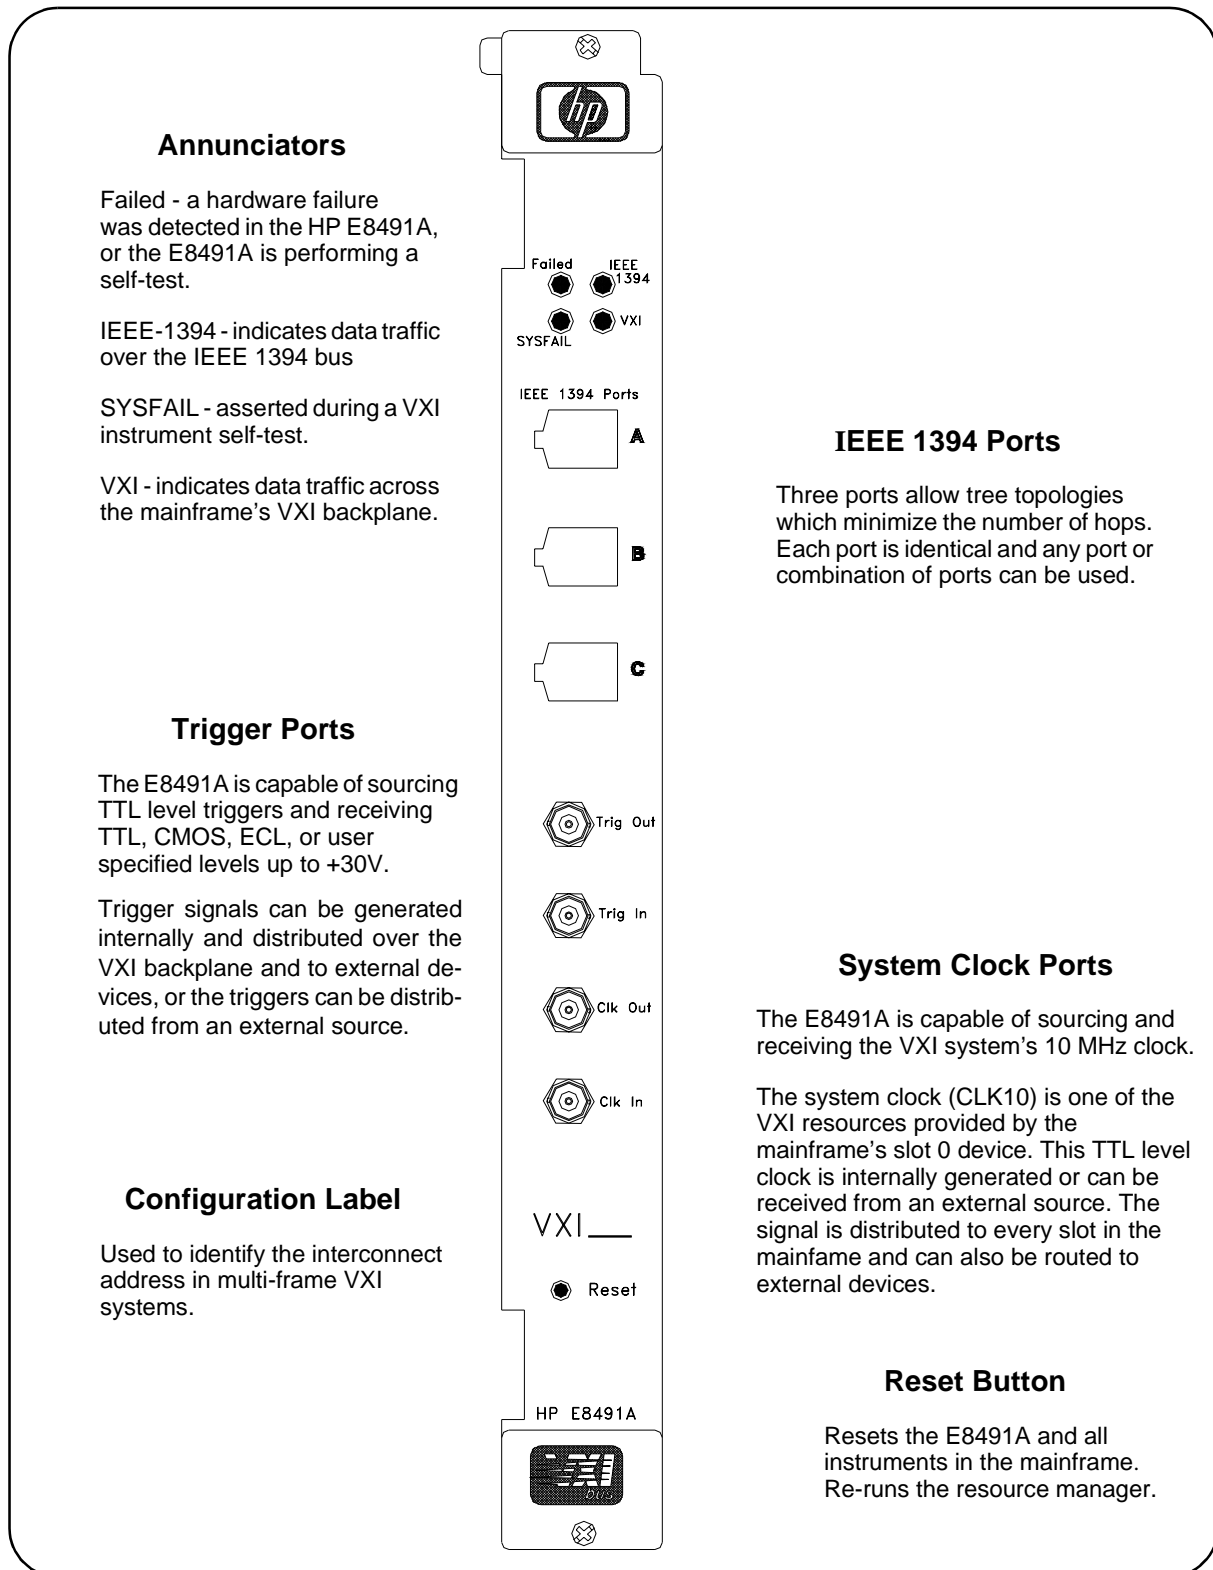 hp
Annunciators
Failed - a hardware failure
was detected in the HP E8491A,
or the E8491A is performing a
self-test.
IEEE-1394 - indicates data traffic
over the IEEE 1394 bus
SYSFAIL - asserted during a VXI
instrument self-test.
VXI - indicates data traffic across
the mainframe's VXI backplane.
Failed
IEEE
1394
SYSFAIL
VXI
IEEE 1394 Ports
A
B
C
IEEE 1394 Ports
Three ports allow tree topologies
which minimize the number of hops.
Each port is identical and any port or
combination of ports can be used.
Trigger Ports
The E8491A is capable of sourcing
TTL level triggers and receiving
TTL, CMOS, ECL, or user
specified levels up to +30V.
Trigger signals can be generated
internally and distributed over the
VXI backplane and to external de-
vices, or the triggers can be distrib-
uted from an external source.
Trig Out
Trig In
Clk Out
Clk In
System Clock Ports
The E8491A is capable of sourcing and
receiving the VXI system's 10 MHz clock.
The system clock (CLK10) is one of the
VXI resources provided by the
mainframe's slot 0 device. This TTL level
clock is internally generated or can be
received from an external source. The
signal is distributed to every slot in the
mainfame and can also be routed to
external devices.
Configuration Label
Used to identify the interconnect
address in multi-frame VXI
systems.
VXI___
Reset
HP E8491A
VXI
bus
Reset Button
Resets the E8491A and all
instruments in the mainframe.
Re-runs the resource manager.